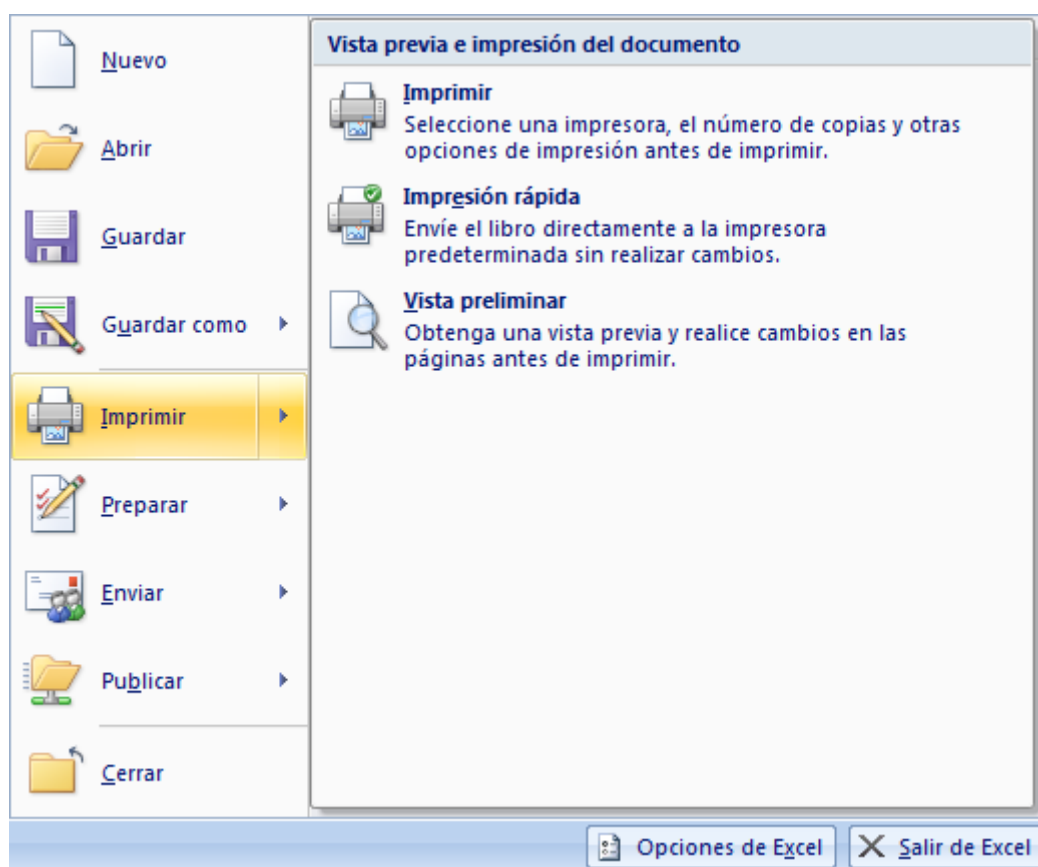 Nuevo
Abrir
Guardar
Guardar como
Imprimir
Preparar
Enviar
Publicar
Cerrar
Vista previa e impresión del documento
Imprimir
Seleccione una impresora, el número de copias y otras
opciones de impresión antes de imprimir.
Impresión rápida
Envíe el libro directamente a la impresora
predeterminada sin realizar cambios.
Vista preliminar
Obtenga una vista previa y realice cambios en las
páginas antes de imprimir.
Opciones de Excel
Salir de Excel